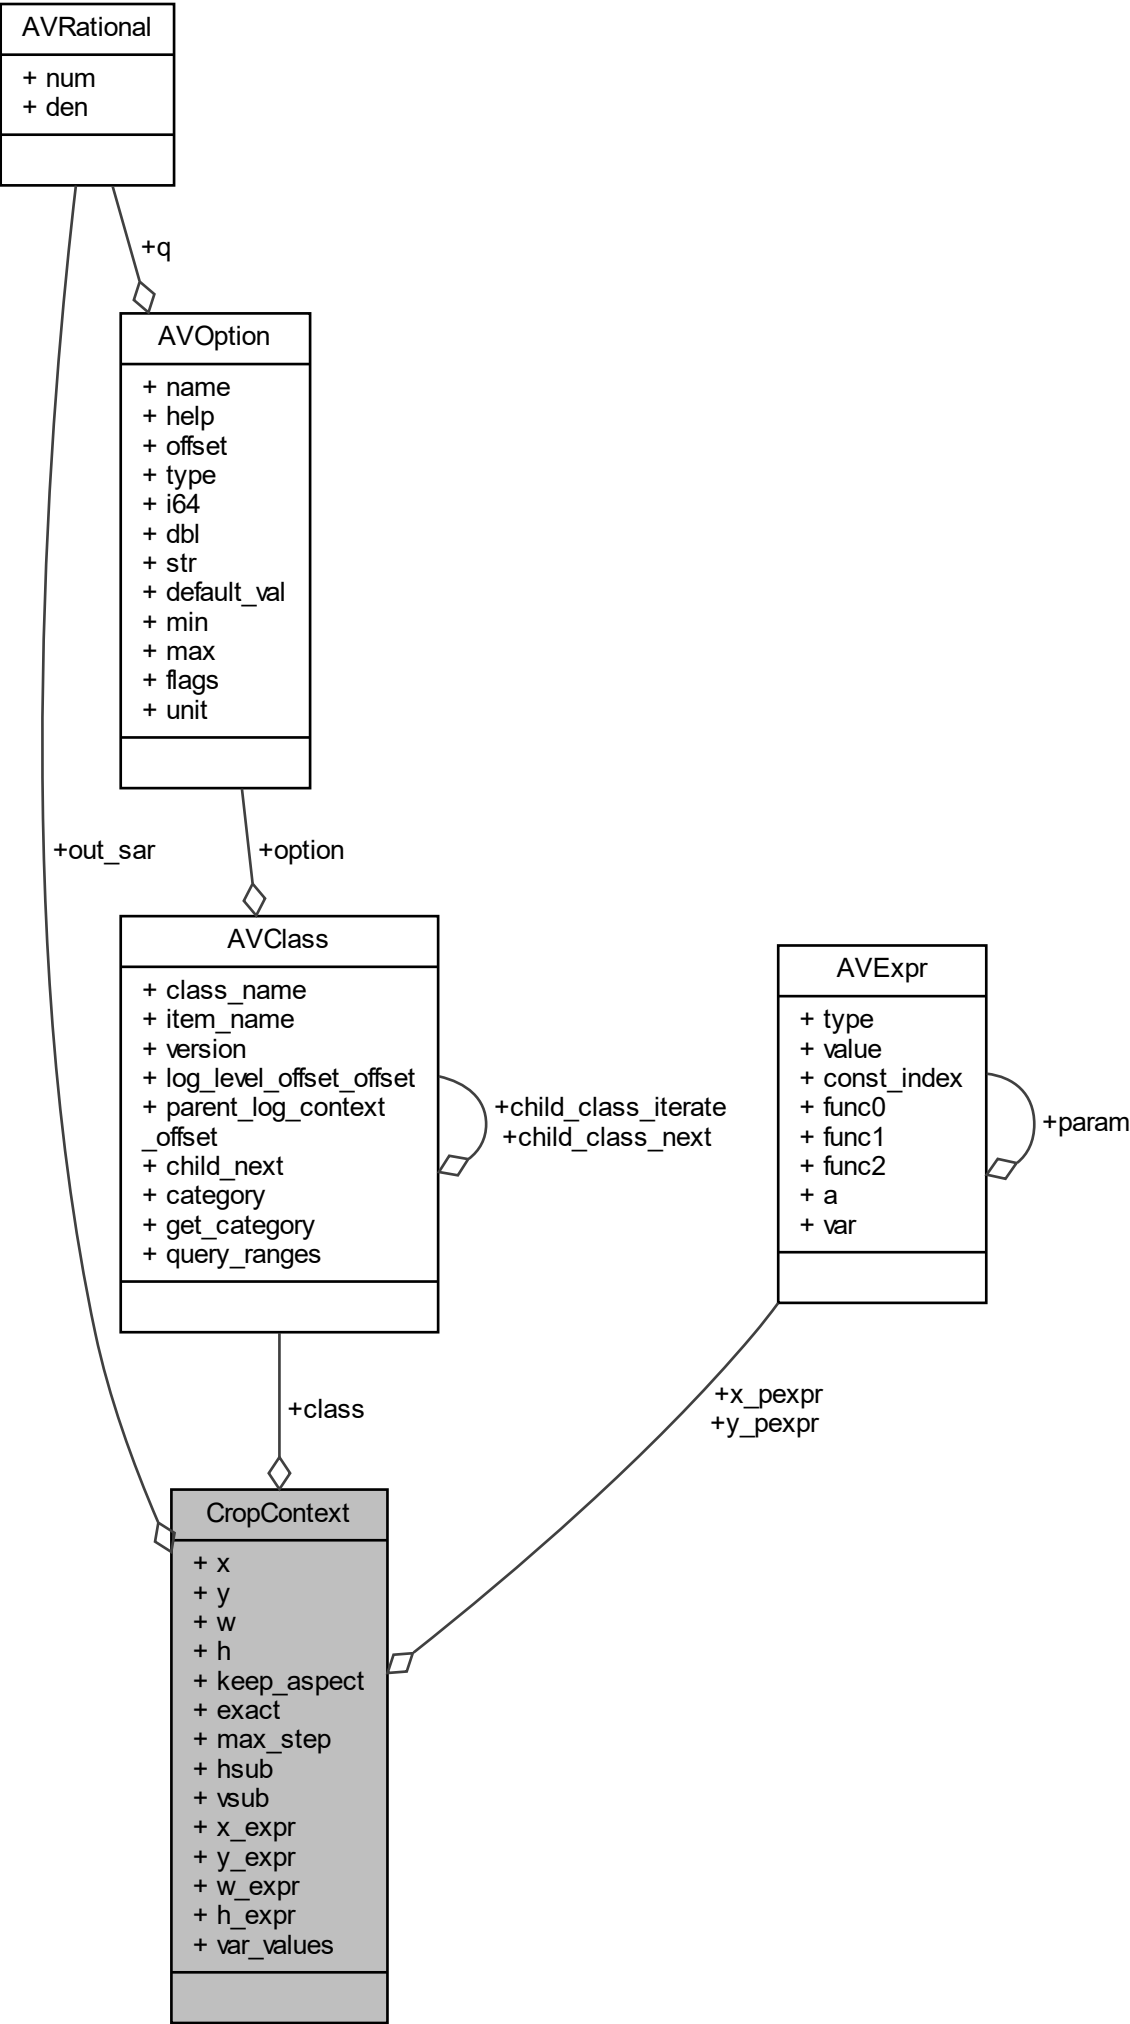 AVRational
+ num
+ den
+q
AVOption
+ name
+ help
+ offset
+ type
+ i64
+ dbl
+ str
+ default_val
+ min
+ max
+ flags
+ unit
+out_sar
+option
AVClass
+ class_name
+ item_name
+ version
+ log_level_offset_offset
+ parent_log_context
_offset
+ child_next
+ category
+ get_category
+ query_ranges
+child_class_iterate
+child_class_next
AVExpr
+ type
+ value
+ const_index
+ func0
+ func1
+ func2
+ a
+ var
+param
+class
+x_pexpr
+y_pexpr
CropContext
+ x
+ y
+ w
+ h
+ keep_aspect
+ exact
+ max_step
+ hsub
+ vsub
+ x_expr
+ y_expr
+ w_expr
+ h_expr
+ var_values